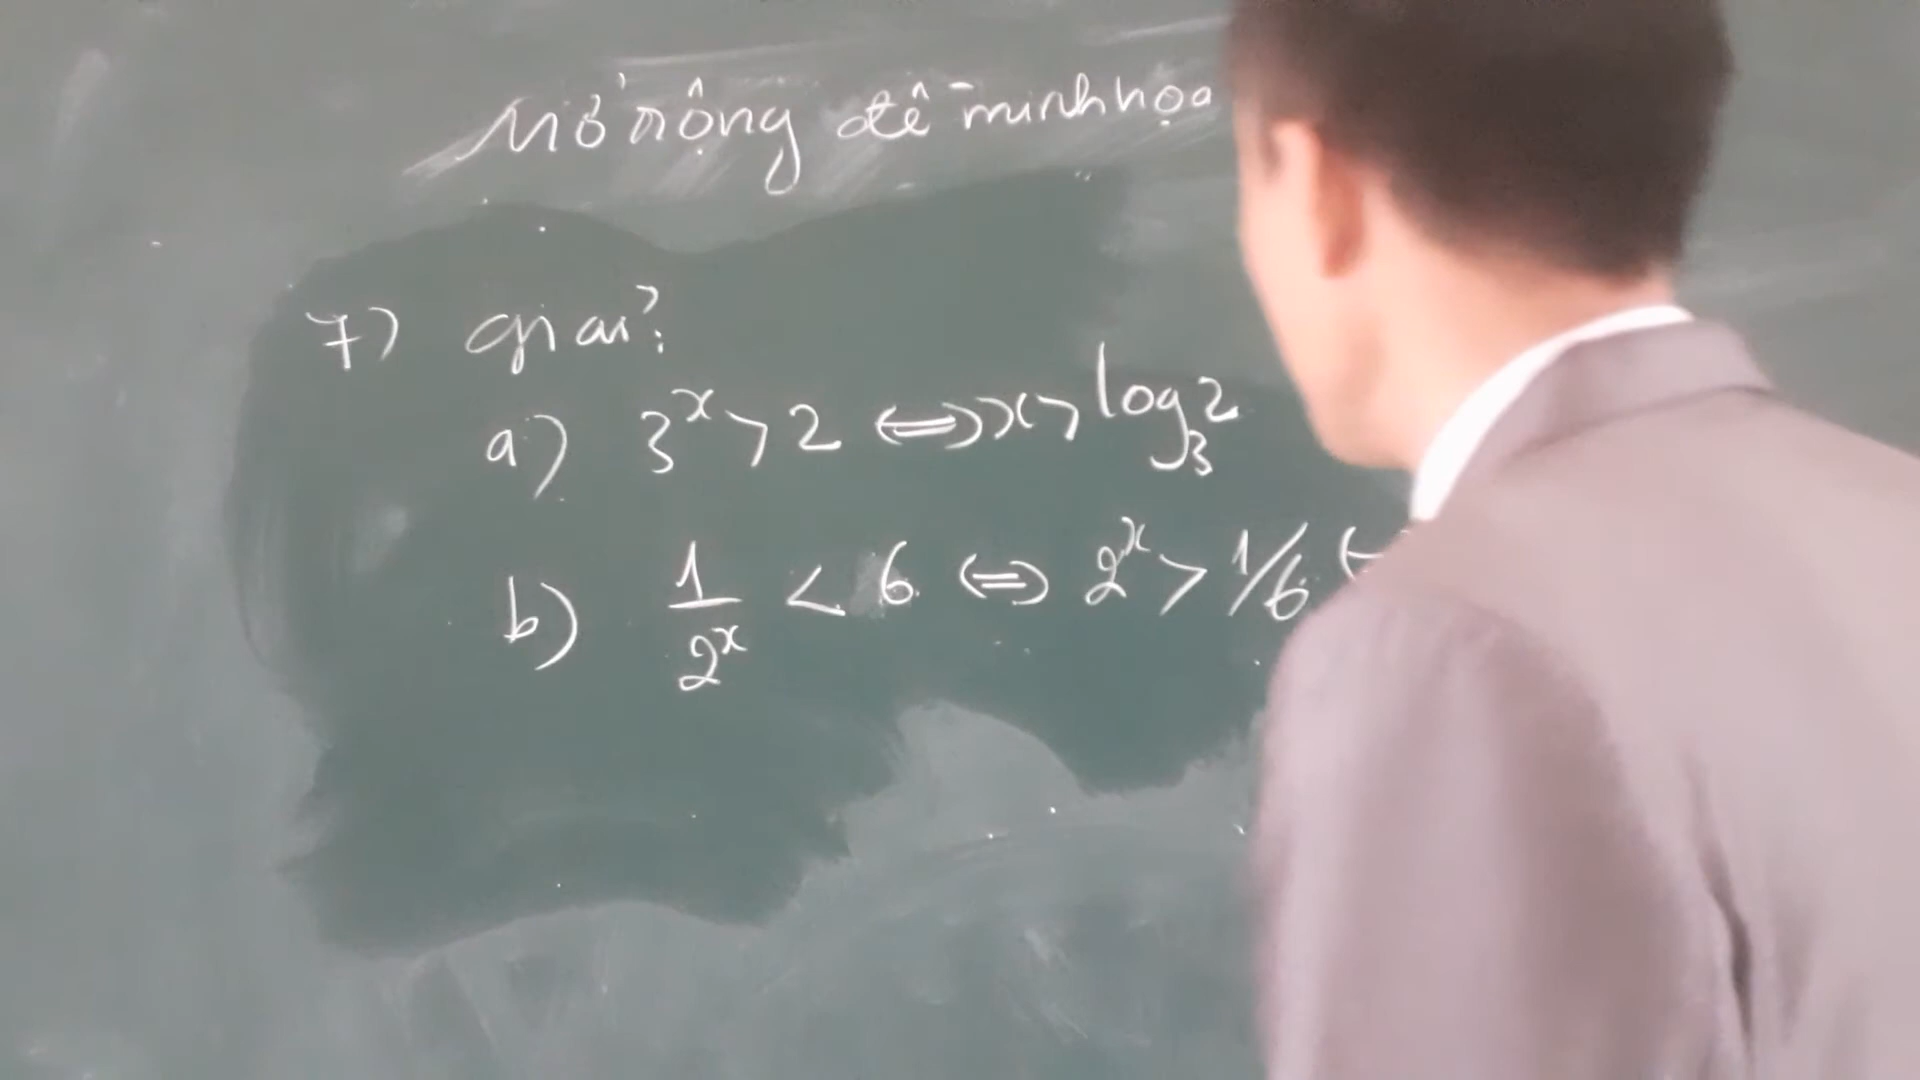 Mở rộng đề minh họa
7) giải:
a) 3^x > 2 ⇔ x > log_3 2
b) 1/2^x < 6 ⇔ 2^x > 1/6 ⇔